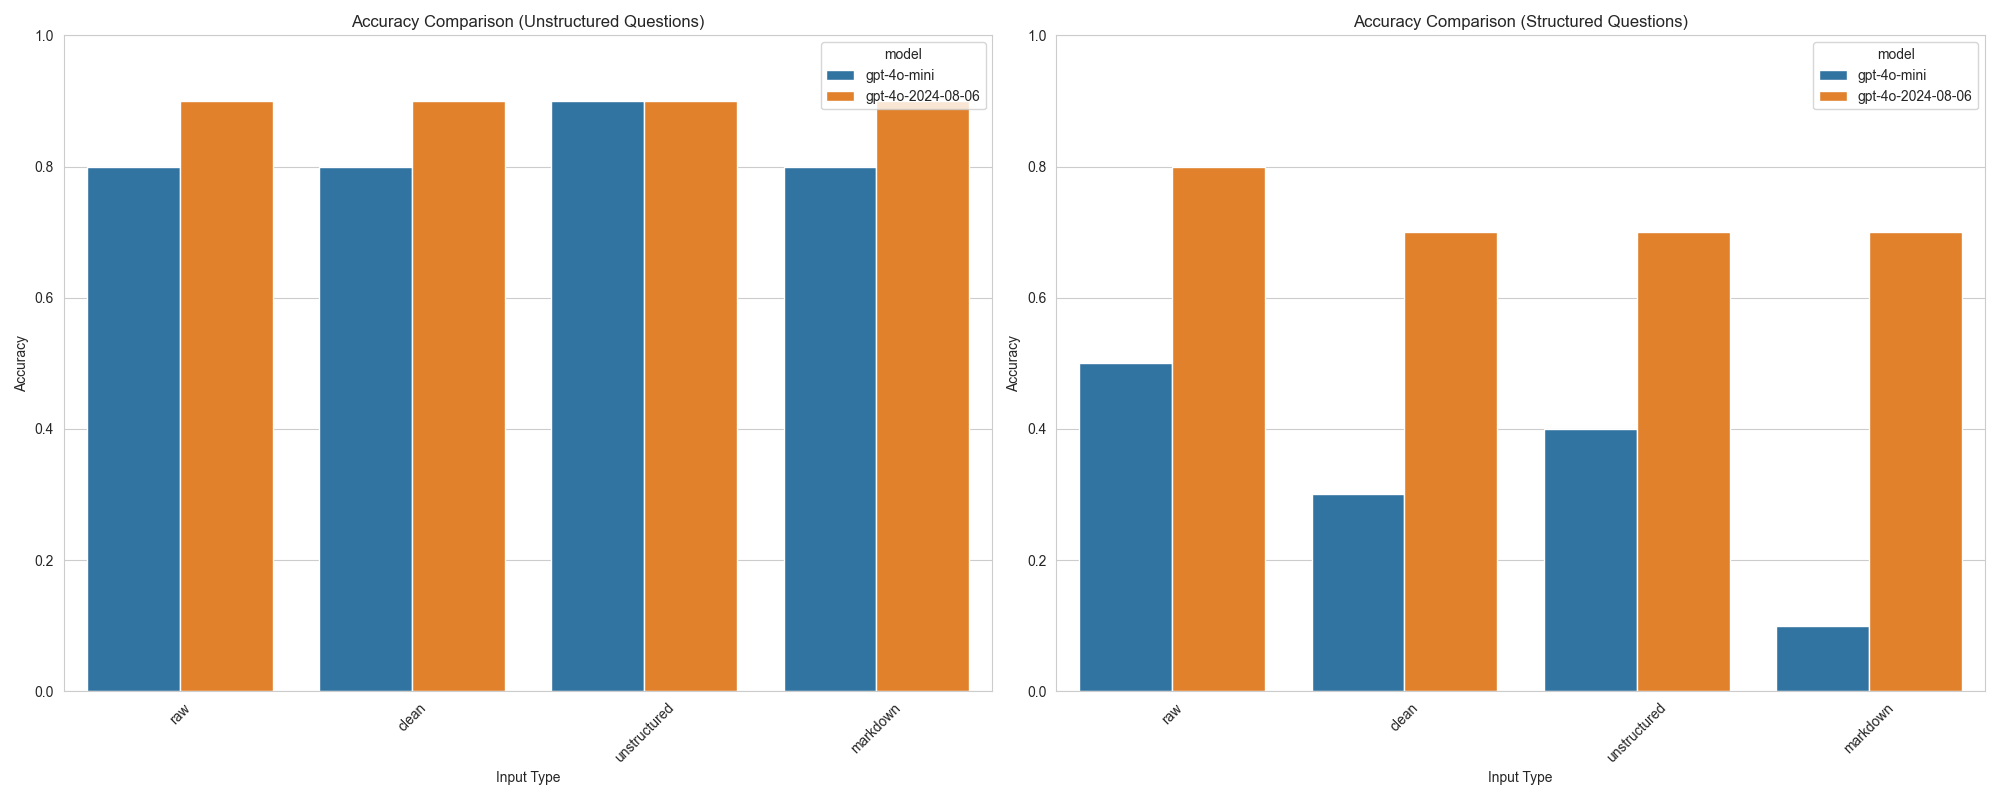 Accuracy Comparison (Unstructured Questions)
1.0
0.8
0.6
0.4
0.2
0.0
Accuracy
model
gpt-4o-mini
gpt-4o-2024-08-06
raw
clean
unstructured
markdown
Input Type
Accuracy Comparison (Structured Questions)
1.0
0.8
0.6
0.4
0.2
0.0
Accuracy
model
gpt-4o-mini
gpt-4o-2024-08-06
raw
clean
unstructured
markdown
Input Type